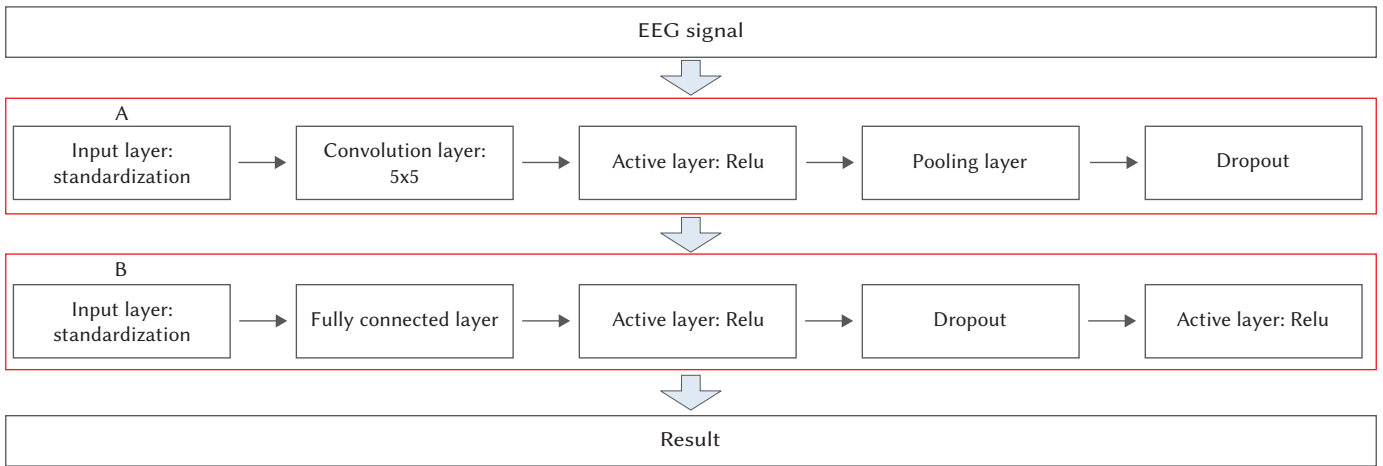 EEG signal
A
Input layer:
standardization
Convolution layer:
5x5
Active layer: Relu
Pooling layer
Dropout
B
Input layer:
standardization
Fully connected layer
Active layer: Relu
Dropout
Active layer: Relu
Result